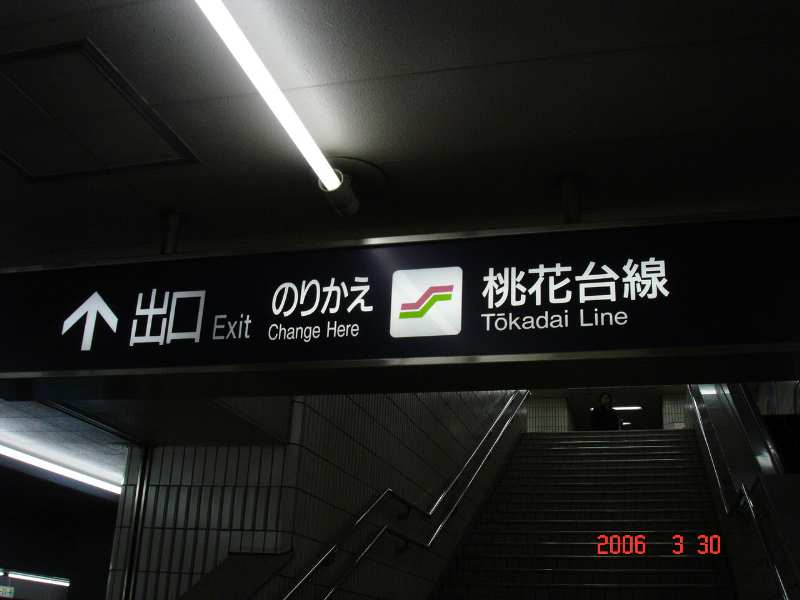 出口 Exit
のりかえ
Change Here
桃花台線
Tōkadai Line
2006 3 30